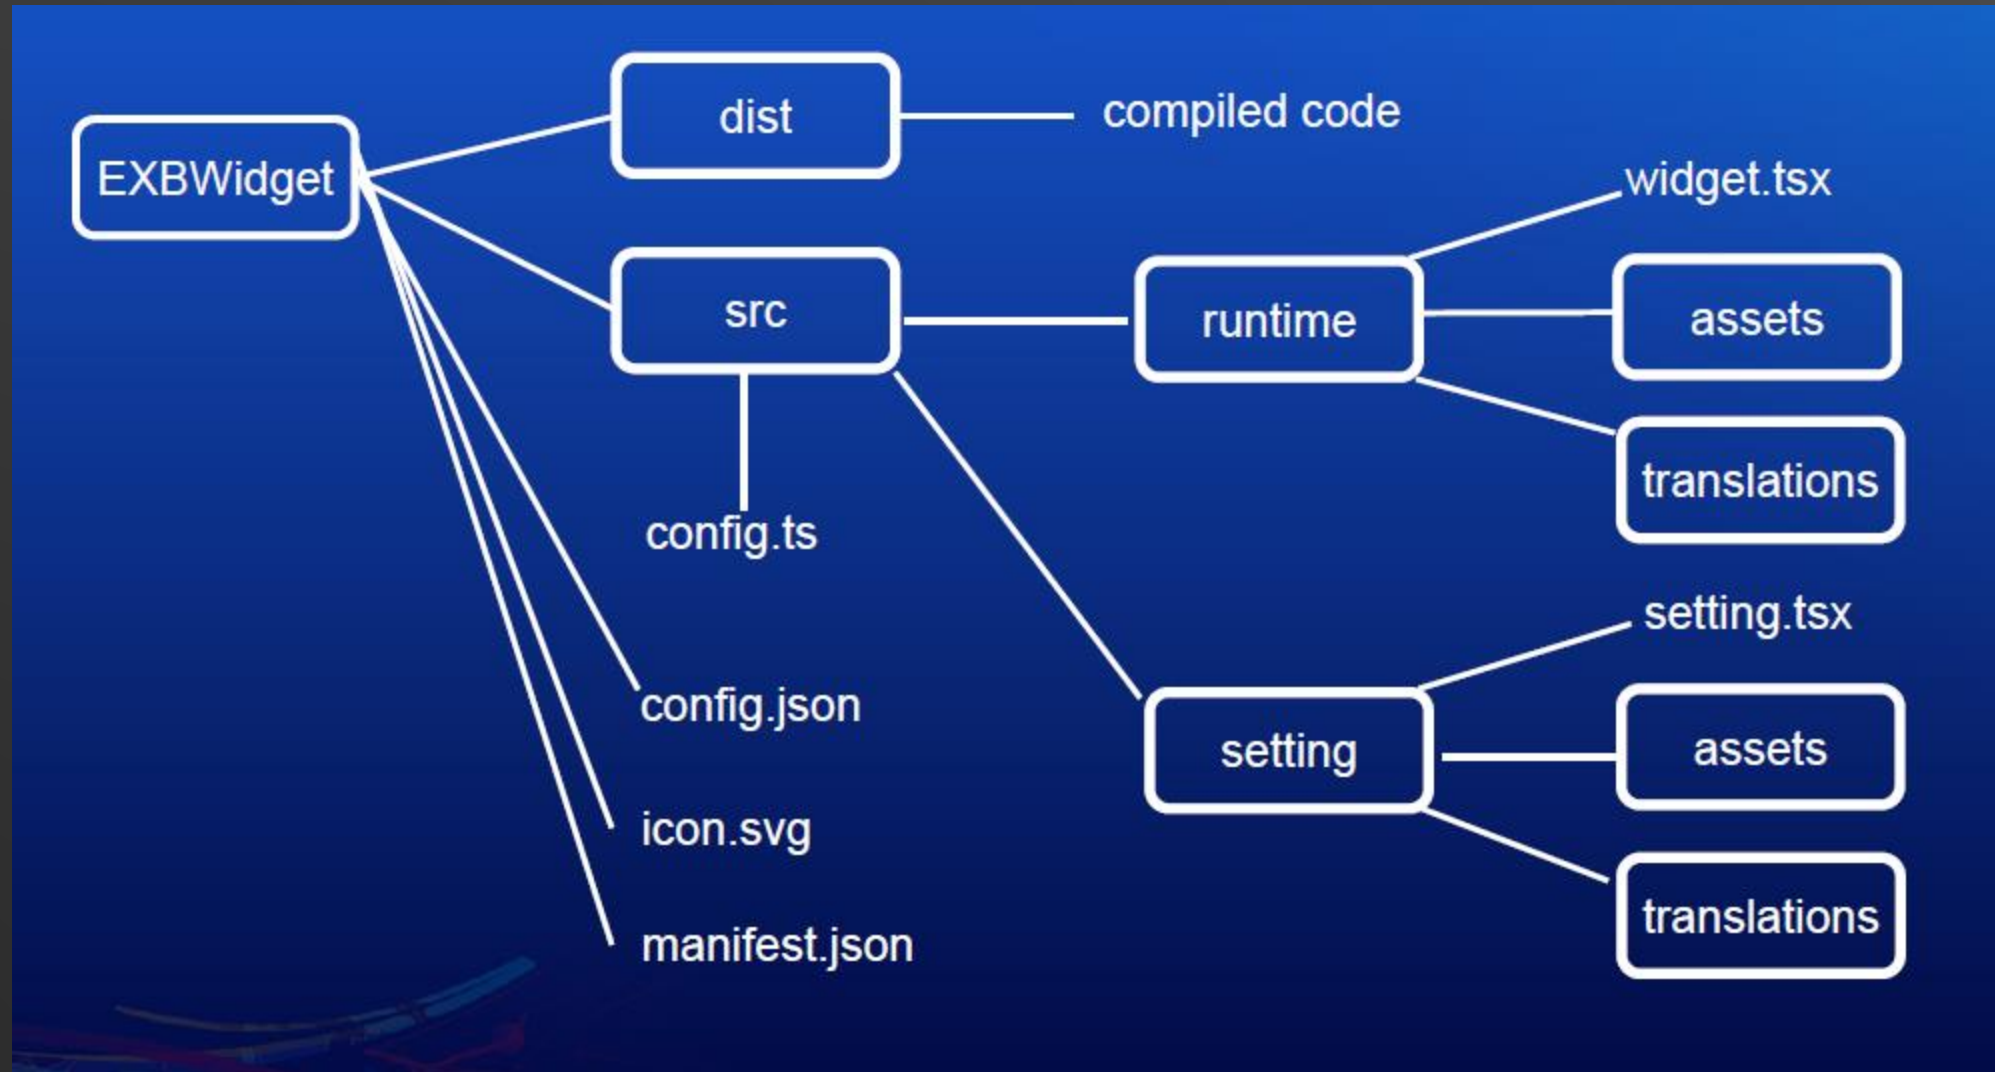 dist
compiled code
EXBWidget
widget.tsx
src
runtime
assets
translations
config.ts
setting.tsx
config.json
setting
assets
icon.svg
translations
manifest.json